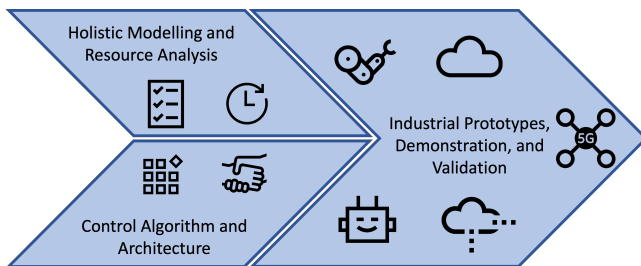 Holistic Modelling and
Resource Analysis
Industrial Prototypes,
Demonstration, and
Validation
5G
Control Algorithm and
Architecture